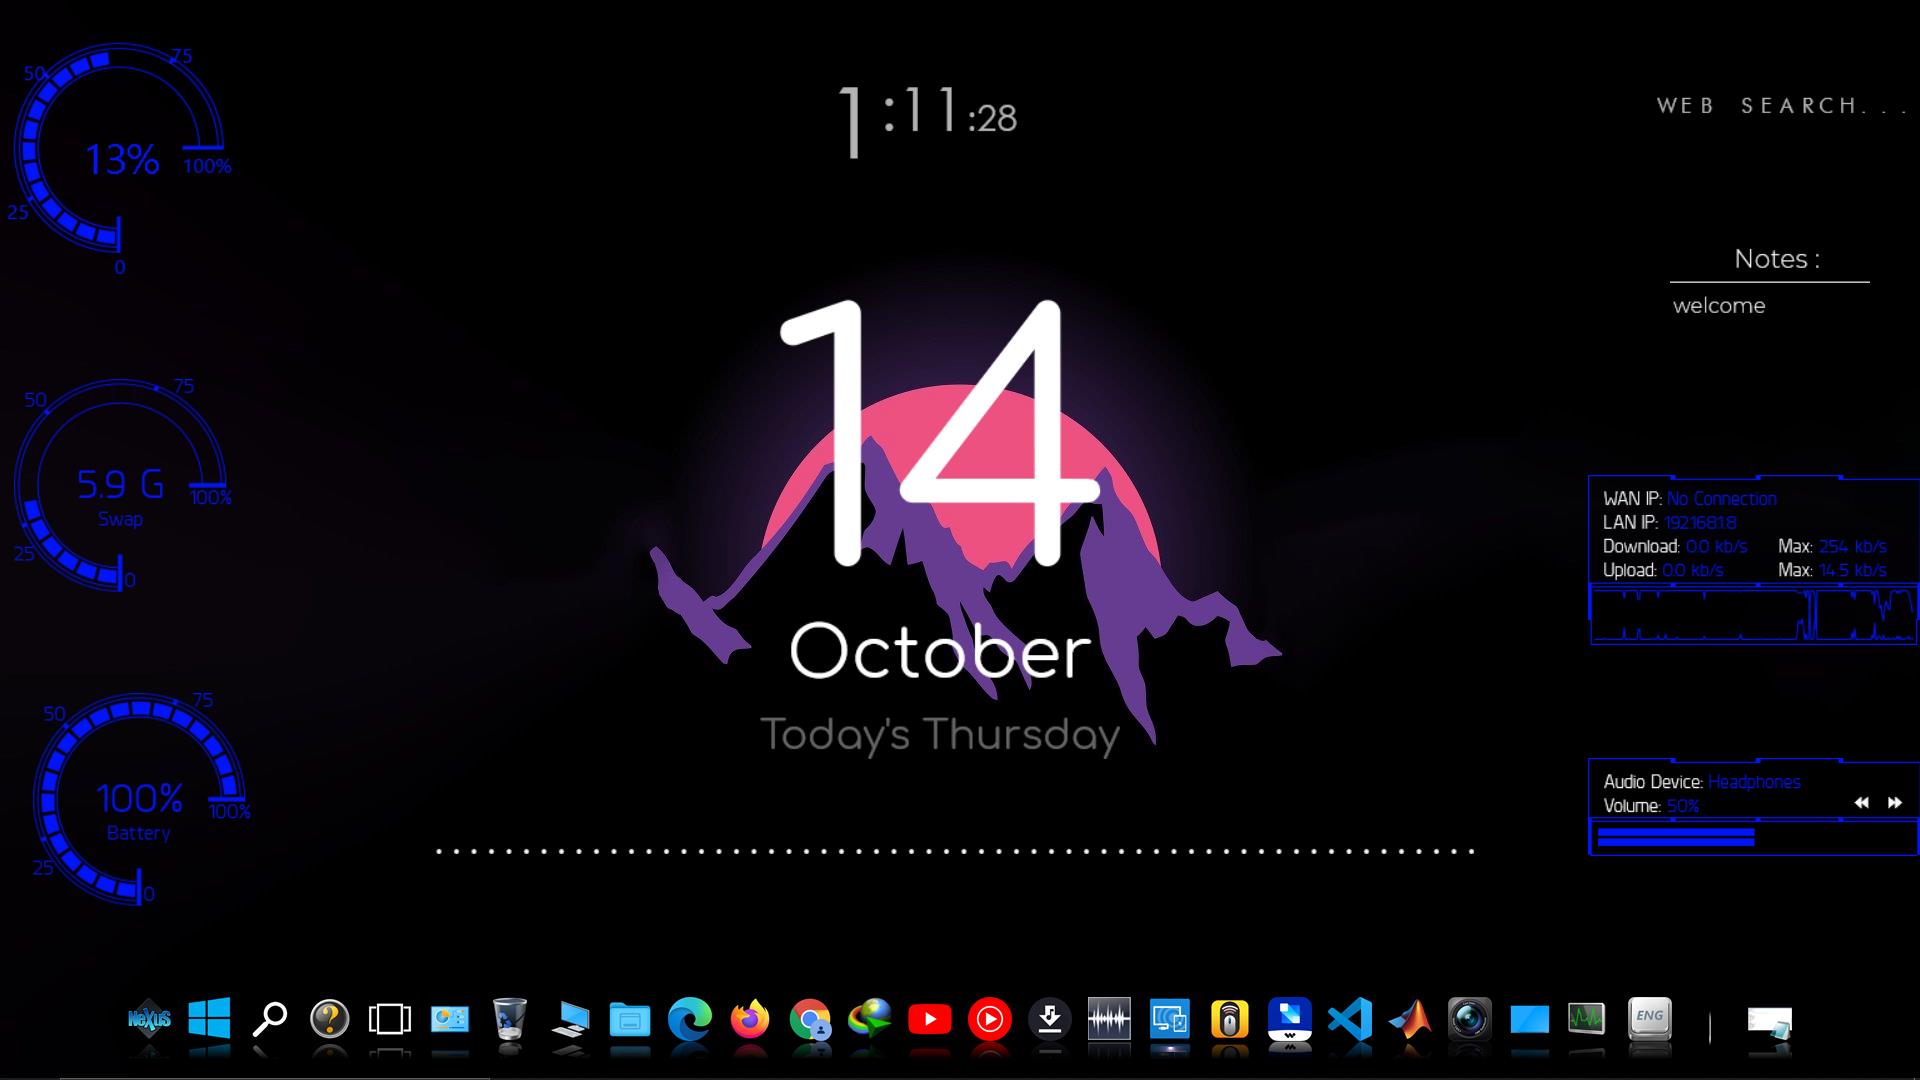 75
50
13%
100%
25
0
1:11:28
WEB SEARCH. . .
Notes :
welcome
14
October
Today's Thursday
75
50
5.9 G
Swap
100%
25
0
WAN IP: No Connection
LAN IP: 19216818
Download: 0.0 kb/s Max: 254 kb/s
Upload: 0.0 kb/s Max: 14.5 kb/s
75
50
100%
Battery
100%
25
0
Audio Device: Headphones
Volume: 50%
NeXuS
ENG